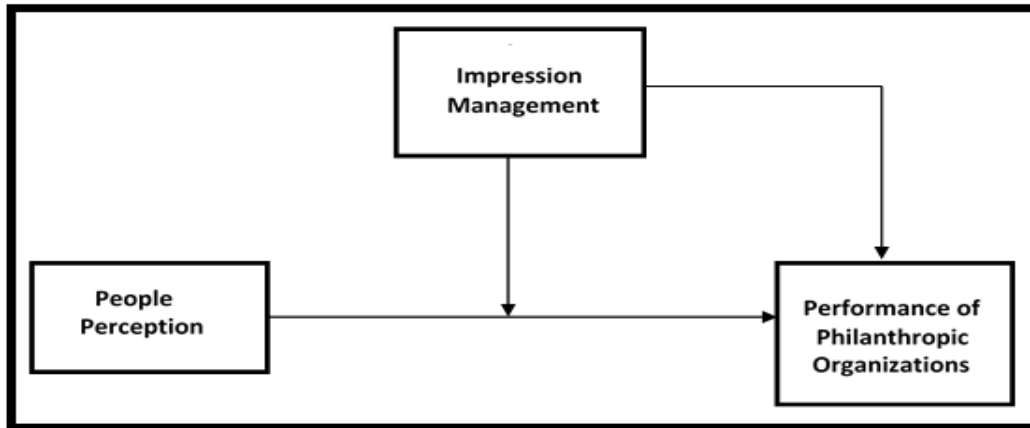 Impression
Management
People
Perception
Performance of
Philanthropic
Organizations